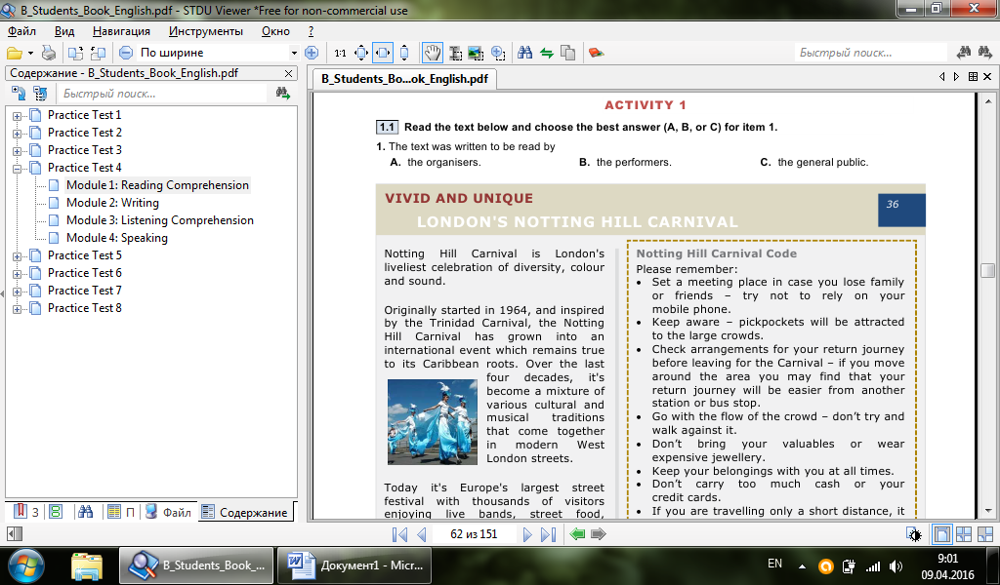 B_Students_Book_English.pdf - STDU Viewer *Free for non-commercial use
Файл Вид Навигация Инструменты Окно ?
По ширине 1:1 Быстрый поиск...
Содержание - B_Students_Book_English.pdf
Быстрый поиск...
Practice Test 1
Practice Test 2
Practice Test 3
Practice Test 4
Module 1: Reading Comprehension
Module 2: Writing
Module 3: Listening Comprehension
Module 4: Speaking
Practice Test 5
Practice Test 6
Practice Test 7
Practice Test 8
З П Файл Содержание
B_Students_Bo...ok_English.pdf
ACTIVITY 1
1.1 Read the text below and choose the best answer (A, B, or C) for item 1.
1. The text was written to be read by
A. the organisers. B. the performers. C. the general public.
VIVID AND UNIQUE
36
LONDON'S NOTTING HILL CARNIVAL
Notting Hill Carnival is London's
liveliest celebration of diversity, colour
and sound.
Originally started in 1964, and inspired
by the Trinidad Carnival, the Notting
Hill Carnival has grown into an
international event which remains true
to its Caribbean roots. Over the last
four decades, it's
become a mixture of
various cultural and
musical traditions
that come together
in modern West
London streets.
Today it's Europe's largest street
festival with thousands of visitors
enjoying live bands, street food,
Notting Hill Carnival Code
Please remember:
• Set a meeting place in case you lose family
or friends – try not to rely on your
mobile phone.
• Keep aware – pickpockets will be attracted
to the large crowds.
• Check arrangements for your return journey
before leaving for the Carnival – if you move
around the area you may find that your
return journey will be easier from another
station or bus stop.
• Go with the flow of the crowd – don't try and
walk against it.
• Don't bring your valuables or wear
expensive jewellery.
• Keep your belongings with you at all times.
• Don't carry too much cash or your
credit cards.
• If you are travelling only a short distance, it
62 из 151
B_Students_Book_...
Документ1 - Micr...
EN
9:01
09.04.2016